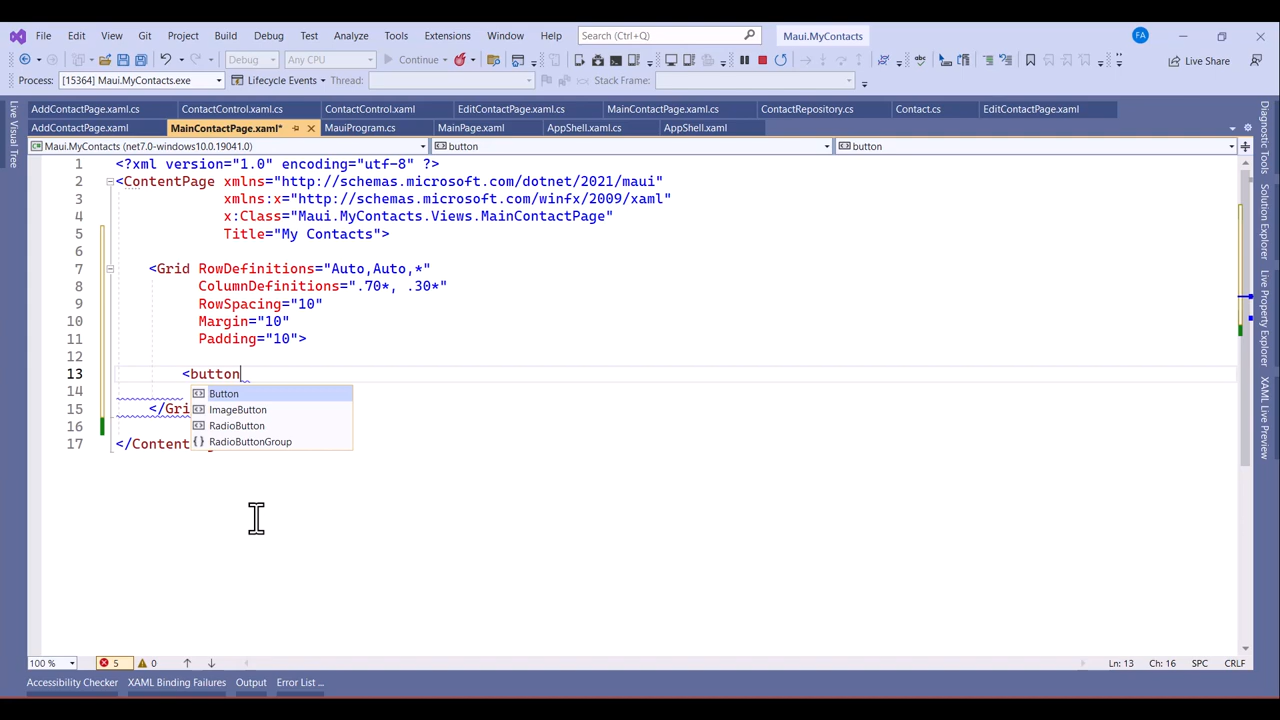 File Edit View Git Project Build Debug Test Analyze Tools Extensions Window Help Search (Ctrl+Q) Maui.MyContacts FA
Debug Any CPU Continue Live Share
Process: [15364] Maui.MyContacts.exe Lifecycle Events Thread: Stack Frame:
AddContactPage.xaml.cs ContactControl.xaml.cs ContactControl.xaml EditContactPage.xaml.cs MainContactPage.xaml.cs ContactRepository.cs Contact.cs EditContactPage.xaml
AddContactPage.xaml MainContactPage.xaml* MauiProgram.cs MainPage.xaml AppShell.xaml.cs AppShell.xaml
Maui.MyContacts (net7.0-windows10.0.19041.0) button button
1 <?xml version="1.0" encoding="utf-8" ?>
2 <ContentPage xmlns="http://schemas.microsoft.com/dotnet/2021/maui"
3 xmlns:x="http://schemas.microsoft.com/winfx/2009/xaml"
4 x:Class="Maui.MyContacts.Views.MainContactPage"
5 Title="My Contacts">
6
7 <Grid RowDefinitions="Auto,Auto,*"
8 ColumnDefinitions=".70*, .30*"
9 RowSpacing="10"
10 Margin="10"
11 Padding="10">
12
13 <button
Button
14
ImageButton
15 </Gri
RadioButton
16
RadioButtonGroup
17 </Content
100 % 5 0 Ln: 13 Ch: 16 SPC CRLF
Accessibility Checker XAML Binding Failures Output Error List ...
Live Visual Tree
Diagnostic Tools
Solution Explorer
Live Property Explorer
XAML Live Preview